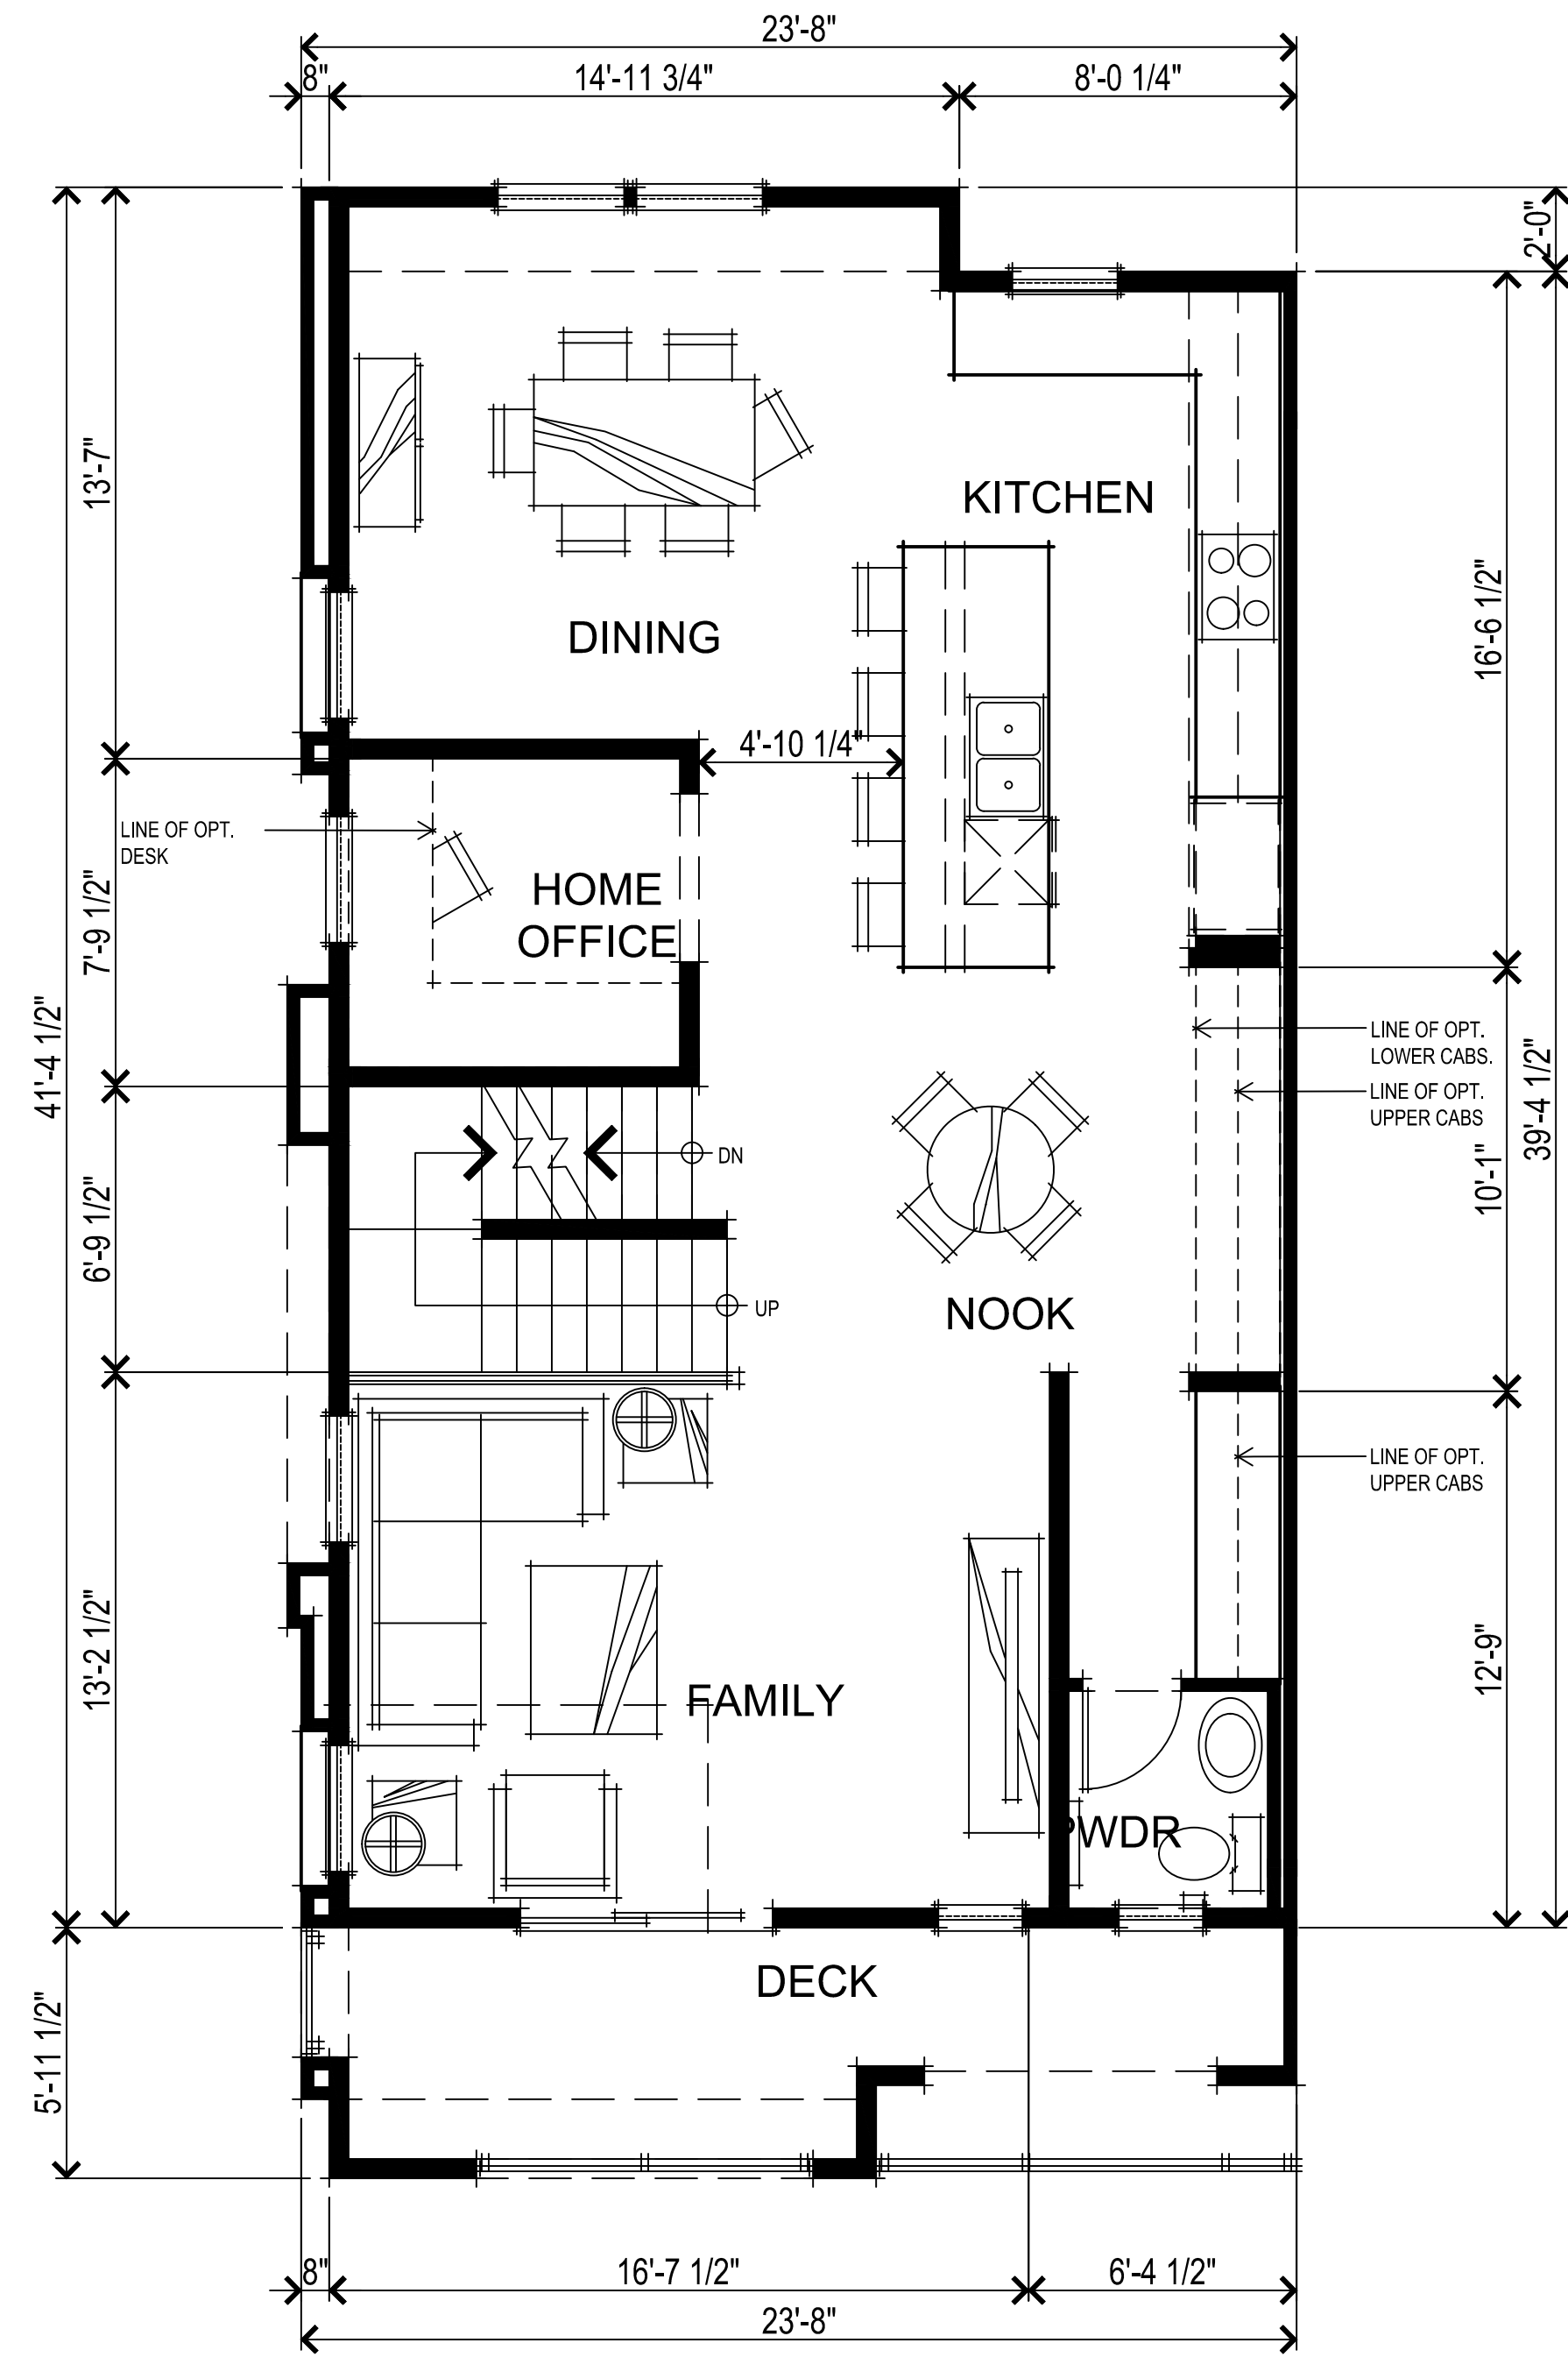 23'-8"
8"
14'-11 3/4"
8'-0 1/4"
2'-0"
13'-7"
KITCHEN
16'-6 1/2"
DINING
4'-10 1/4"
LINE OF OPT.
DESK
HOME
OFFICE
7'-9 1/2"
41'-4 1/2"
LINE OF OPT.
LOWER CABS.
LINE OF OPT.
UPPER CABS
39'-4 1/2"
DN
10'-1"
6'-9 1/2"
UP
NOOK
LINE OF OPT.
UPPER CABS
13'-2 1/2"
12'-9"
FAMILY
PWDR
DECK
5'-11 1/2"
8"
16'-7 1/2"
6'-4 1/2"
23'-8"